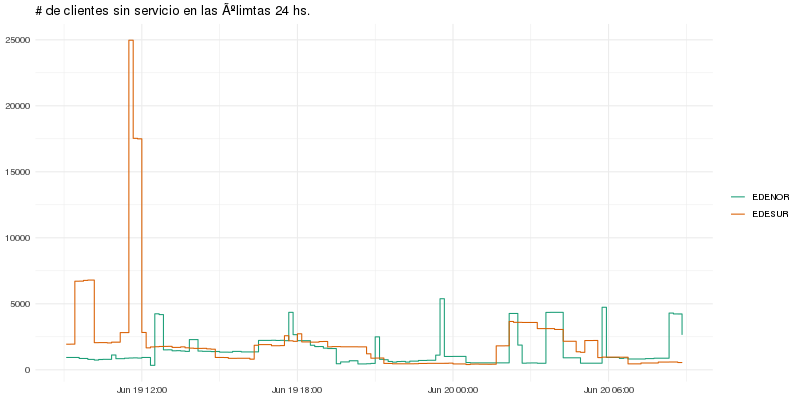 # de clientes sin servicio en las Ãºlimtas 24 hs.
25000
20000
15000
10000
5000
0
Jun 19 12:00
Jun 19 18:00
Jun 20 00:00
Jun 20 06:00
EDENOR
EDESUR